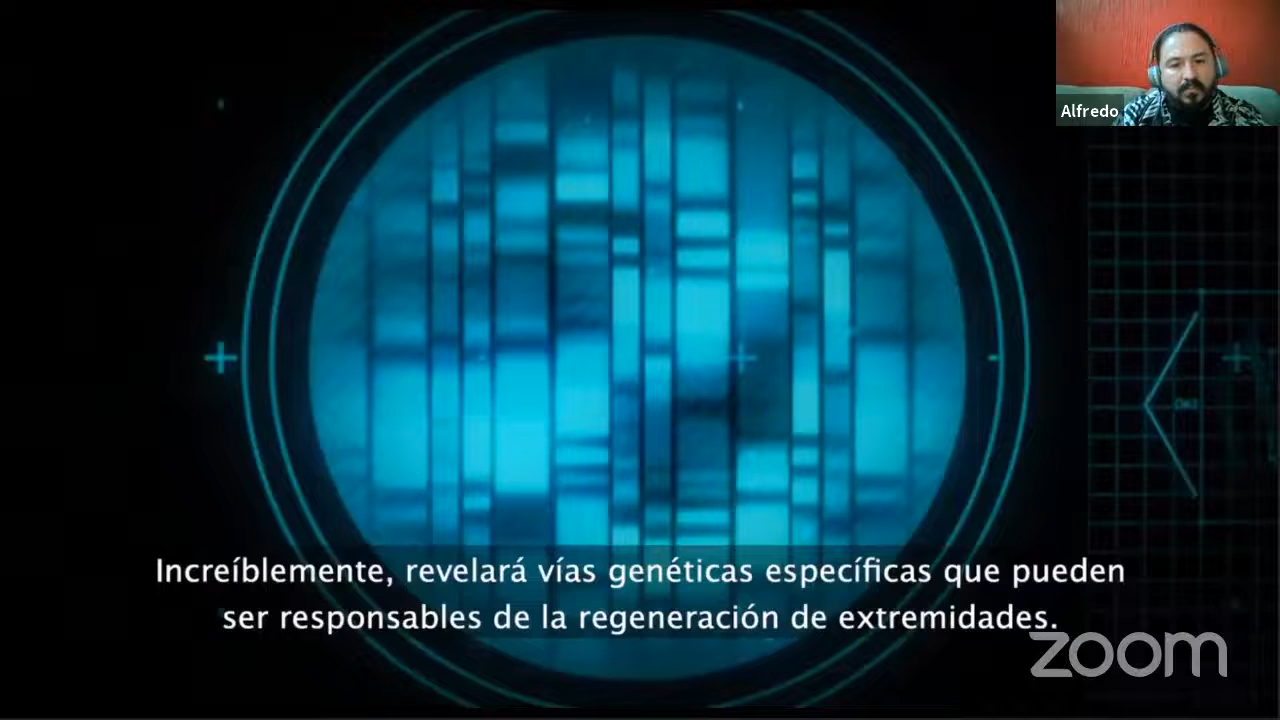 Alfredo
Increíblemente, revelará vías genéticas específicas que pueden
ser responsables de la regeneración de extremidades.
zoom